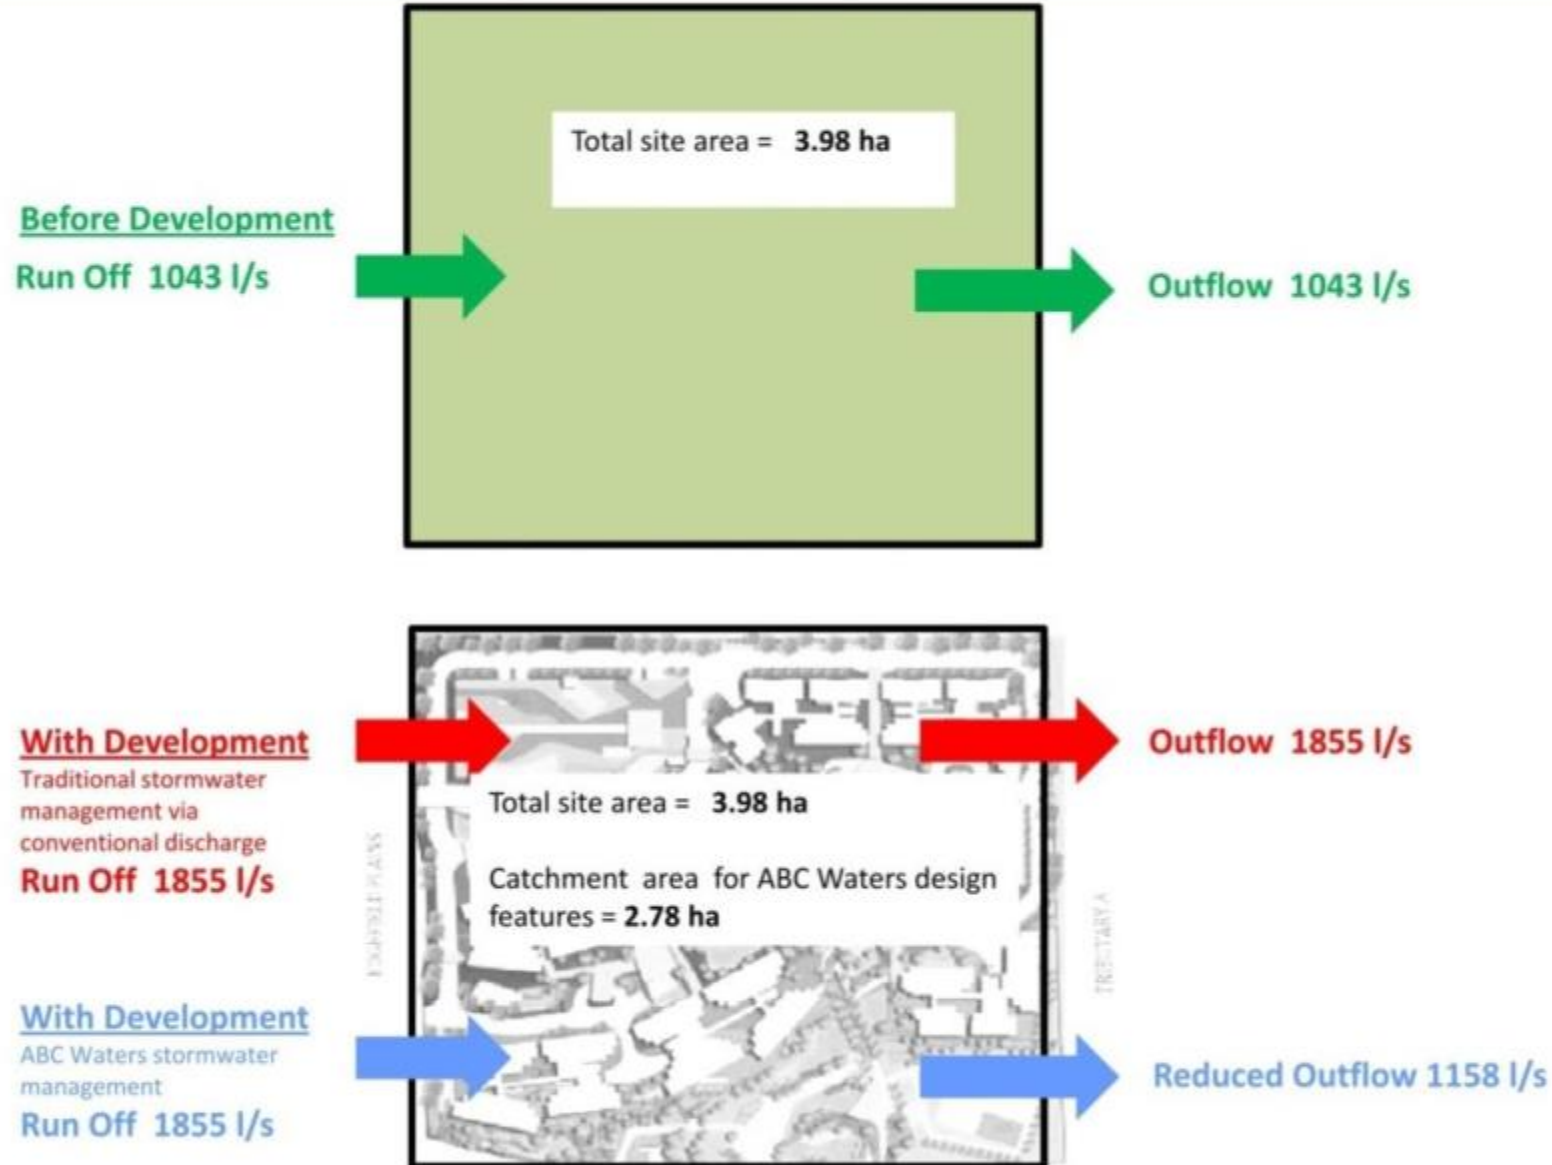 Total site area = 3.98 ha
Before Development
Run Off 1043 l/s
Outflow 1043 l/s
With Development
Traditional stormwater
management via
conventional discharge
Run Off 1855 l/s
Outflow 1855 l/s
Total site area = 3.98 ha
Catchment area for ABC Waters design
features = 2.78 ha
With Development
ABC Waters stormwater
management
Run Off 1855 l/s
Reduced Outflow 1158 l/s